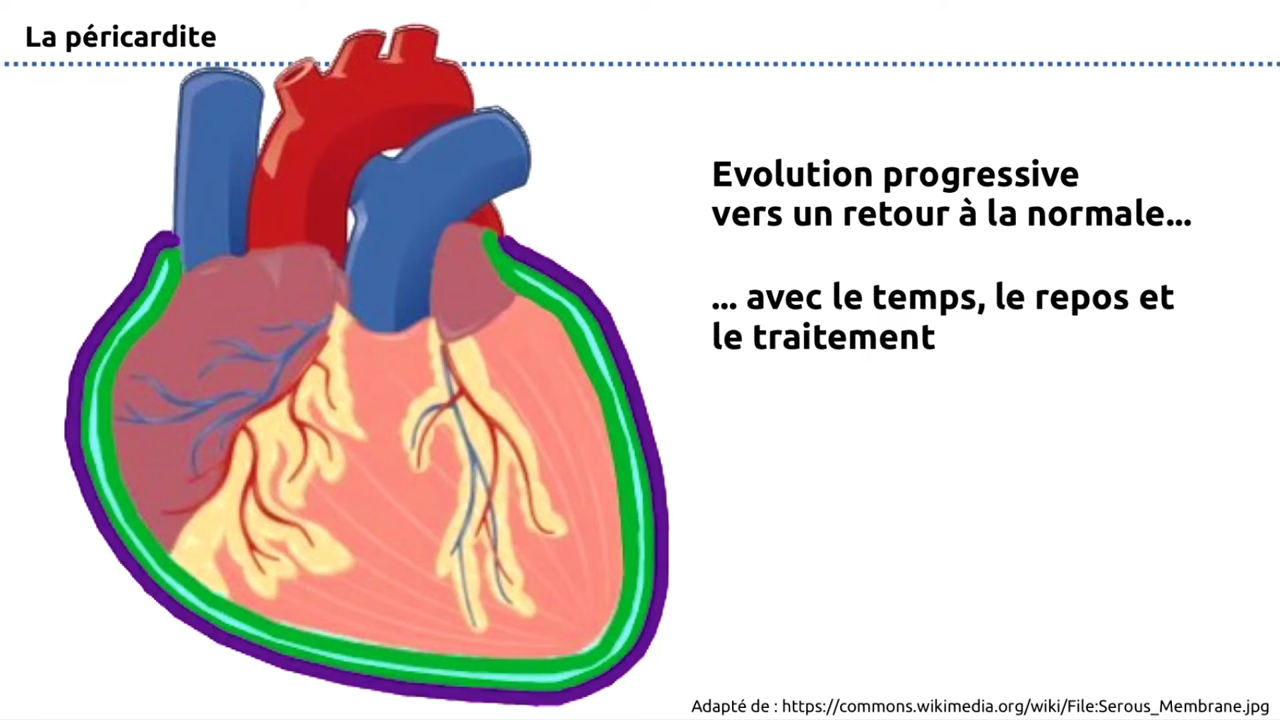 La péricardite
Evolution progressive
vers un retour à la normale...
... avec le temps, le repos et
le traitement
Adapté de : https://commons.wikimedia.org/wiki/File:Serous_Membrane.jpg